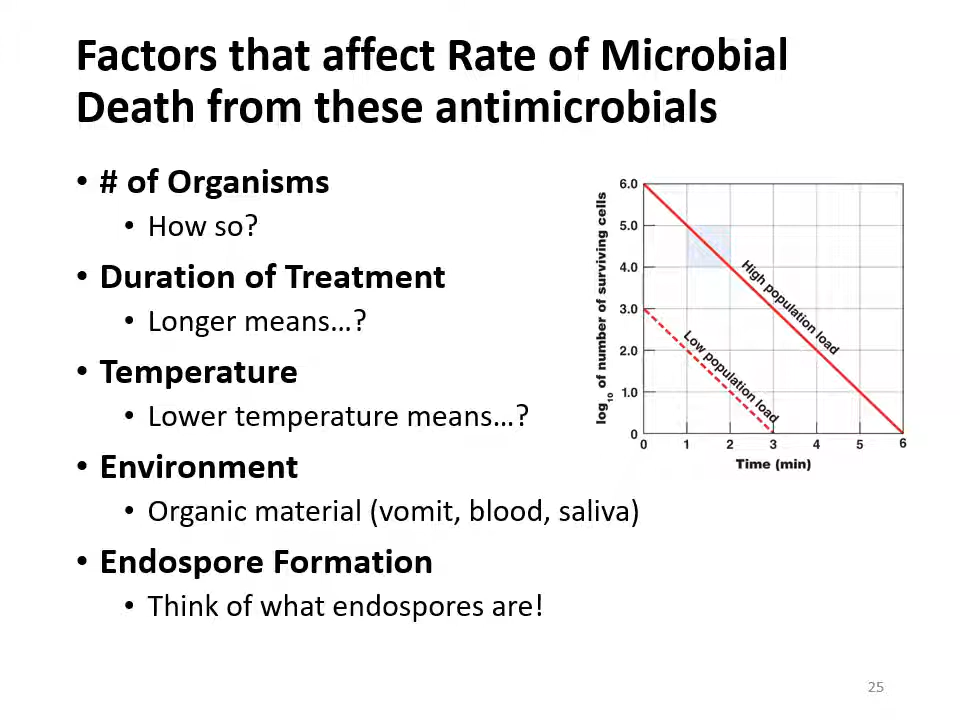 Factors that affect Rate of Microbial
Death from these antimicrobials
• # of Organisms
• How so?
• Duration of Treatment
• Longer means…?
• Temperature
• Lower temperature means…?
• Environment
• Organic material (vomit, blood, saliva)
• Endospore Formation
• Think of what endospores are!
log10 of number of surviving cells
6.0
5.0
4.0
3.0
2.0
1.0
0
High population load
Low population load
0 1 2 3 4 5 6
Time (min)
25